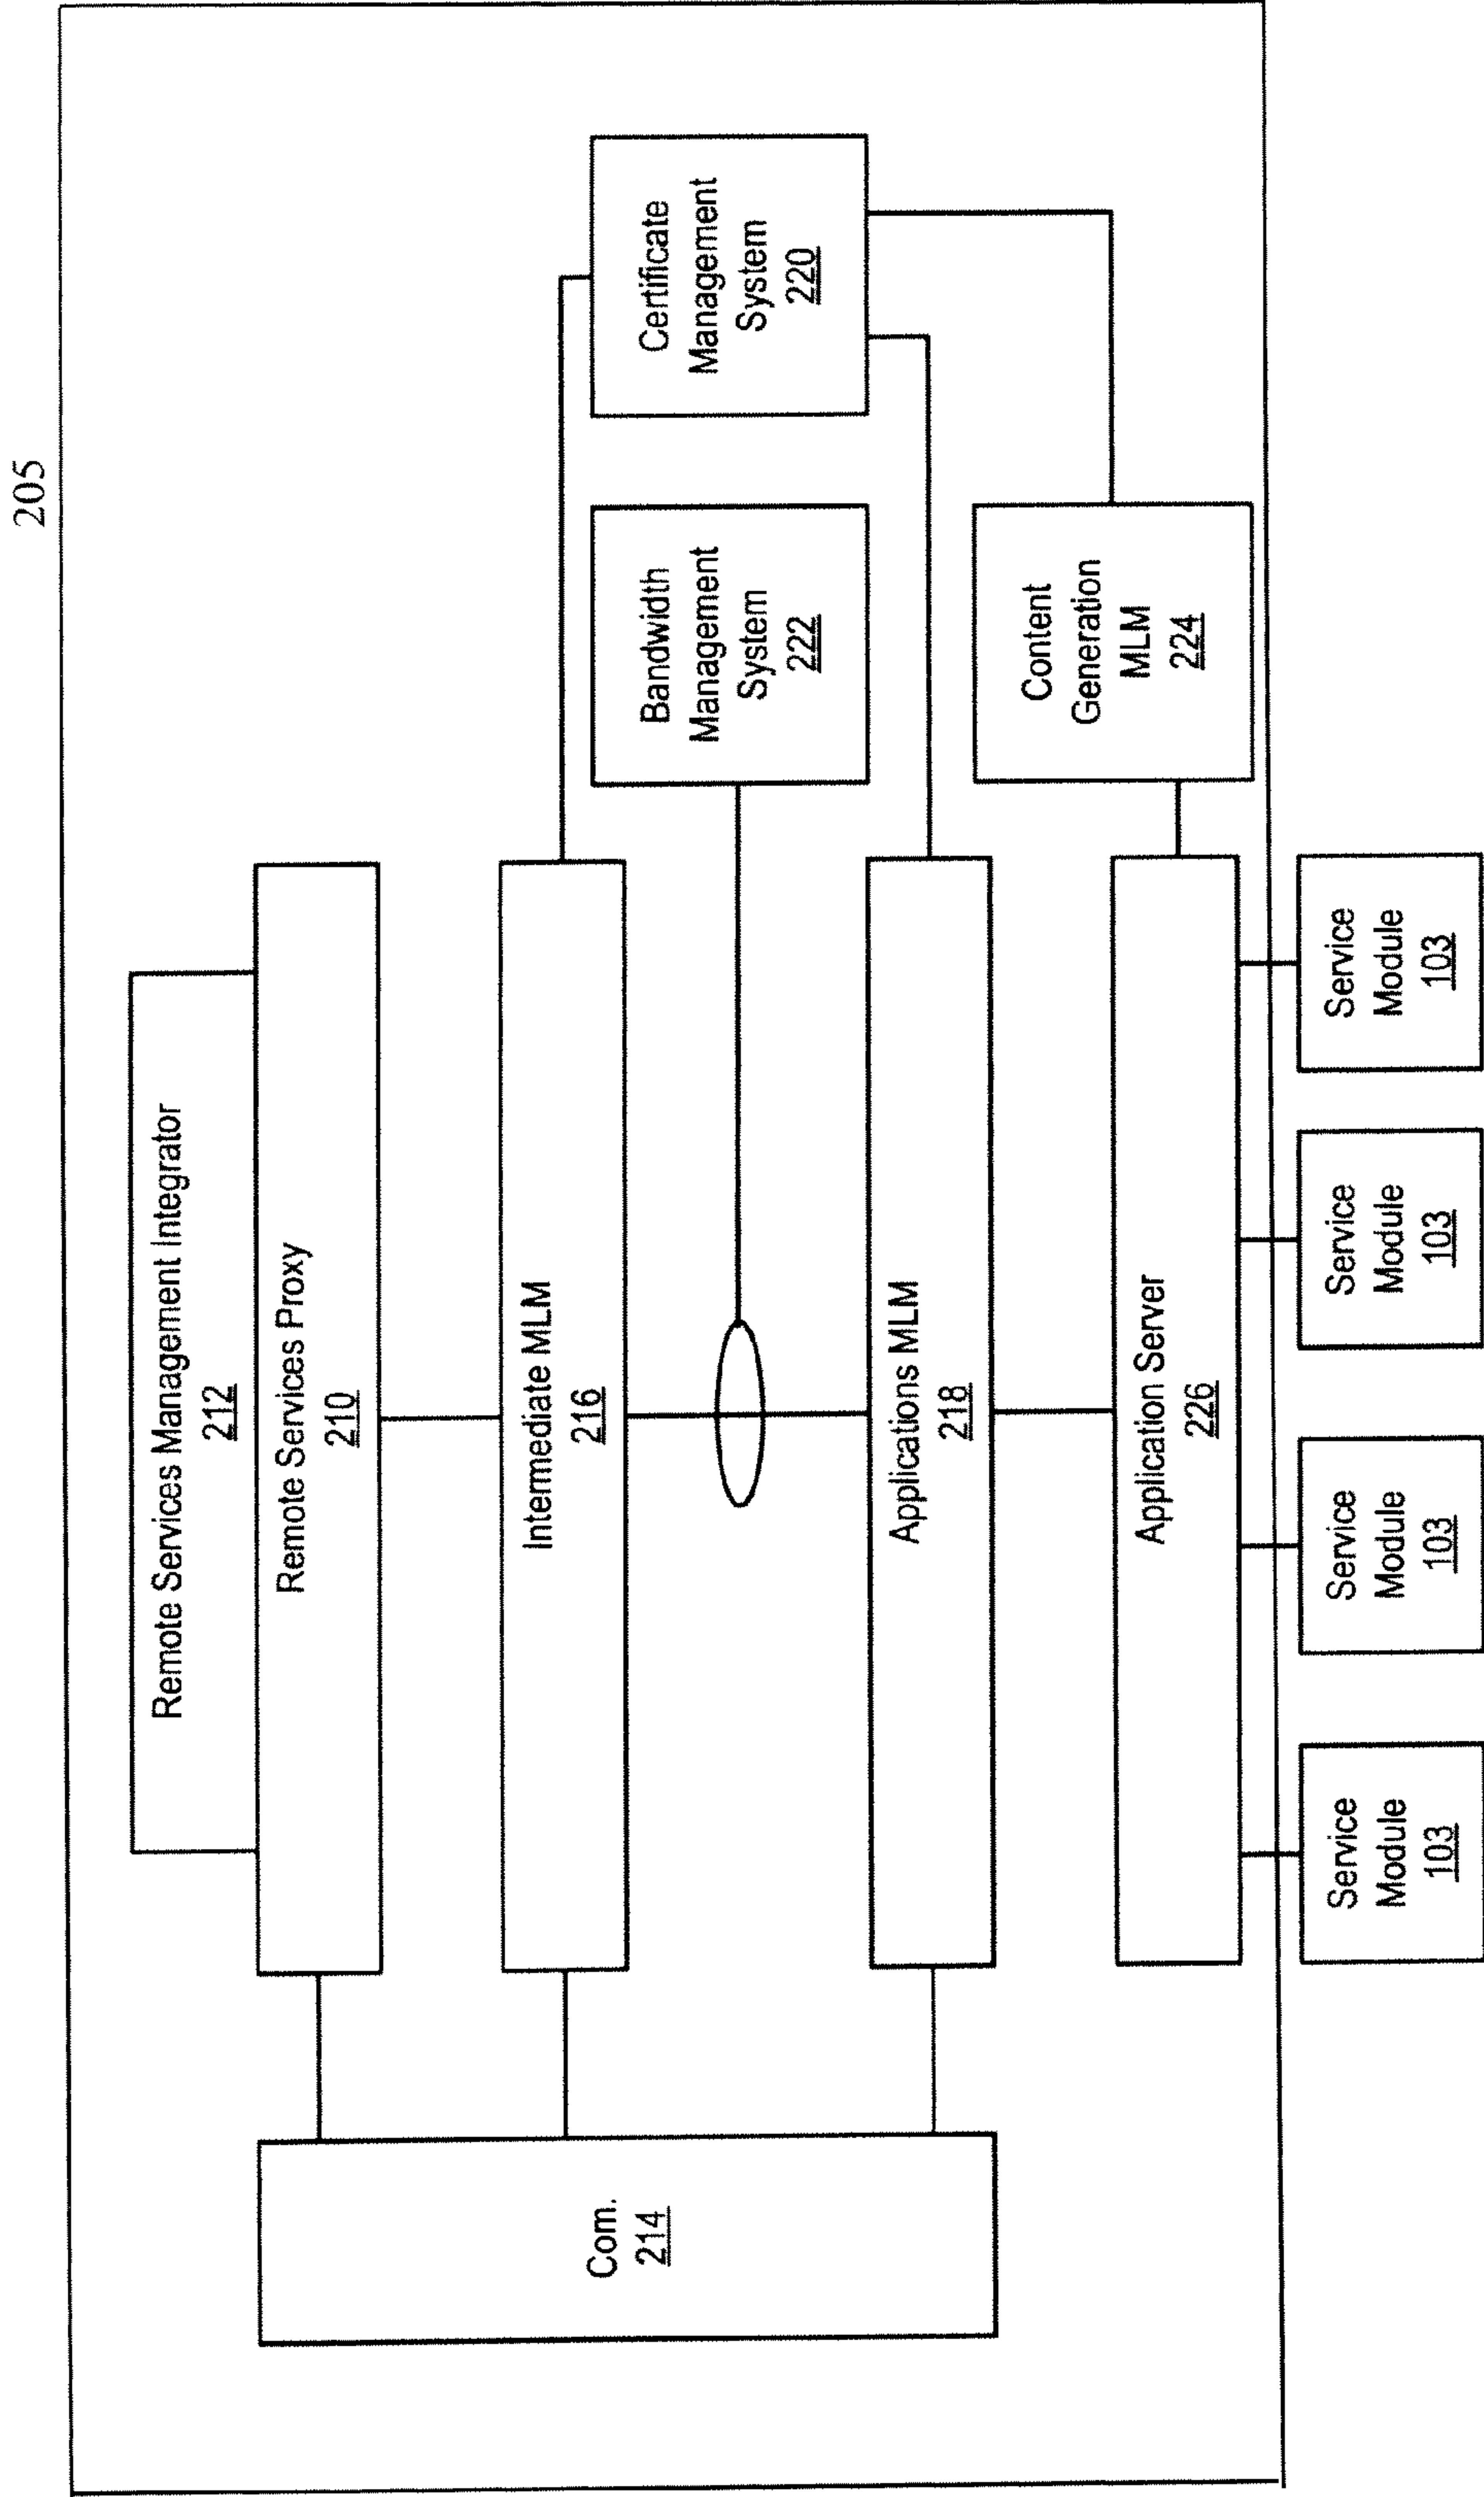 205
Remote Services Management Integrator
212
Remote Services Proxy
210
Com.
214
Intermediate MLM
216
Certificate
Management
System
220
Bandwidth
Management
System
222
Applications MLM
218
Content
Generation
MLM
224
Application Server
226
Service
Module
103
Service
Module
103
Service
Module
103
Service
Module
103